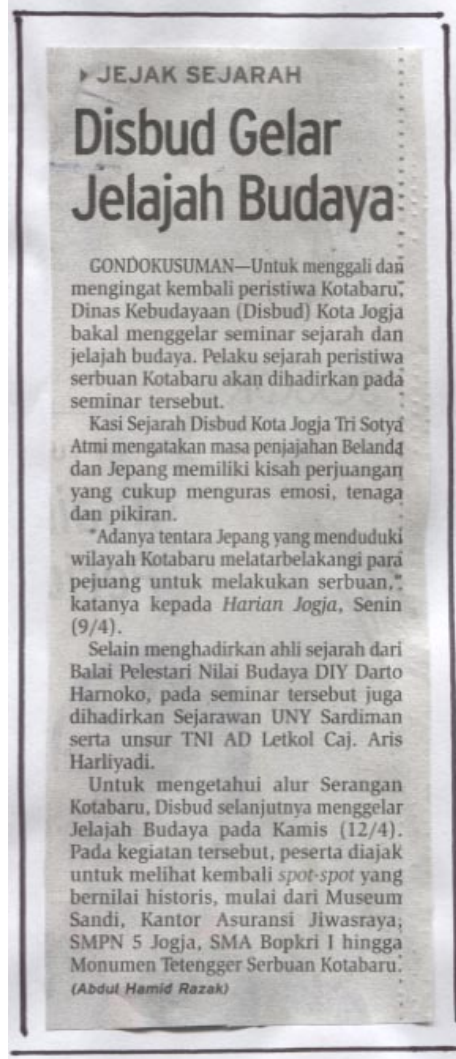 ▸ JEJAK SEJARAH
Disbud Gelar
Jelajah Budaya
GONDOKUSUMAN—Untuk menggali dan
mengingat kembali peristiwa Kotabaru,
Dinas Kebudayaan (Disbud) Kota Jogja
bakal menggelar seminar sejarah dan
jelajah budaya. Pelaku sejarah peristiwa
serbuan Kotabaru akan dihadirkan pada
seminar tersebut.
Kasi Sejarah Disbud Kota Jogja Tri Sotya
Atmi mengatakan masa penjajahan Belanda
dan Jepang memiliki kisah perjuangan
yang cukup menguras emosi, tenaga
dan pikiran.
"Adanya tentara Jepang yang menduduki
wilayah Kotabaru melatarbelakangi para
pejuang untuk melakukan serbuan,"
katanya kepada Harian Jogja, Senin
(9/4).
Selain menghadirkan ahli sejarah dari
Balai Pelestari Nilai Budaya DIY Darto
Harnoko, pada seminar tersebut juga
dihadirkan Sejarawan UNY Sardiman
serta unsur TNI AD Letkol Caj. Aris
Harliyadi.
Untuk mengetahui alur Serangan
Kotabaru, Disbud selanjutnya menggelar
Jelajah Budaya pada Kamis (12/4).
Pada kegiatan tersebut, peserta diajak
untuk melihat kembali spot-spot yang
bernilai historis, mulai dari Museum
Sandi, Kantor Asuransi Jiwasraya,
SMPN 5 Jogja, SMA Bopkri I hingga
Monumen Tetengger Serbuan Kotabaru.
(Abdul Hamid Razak)